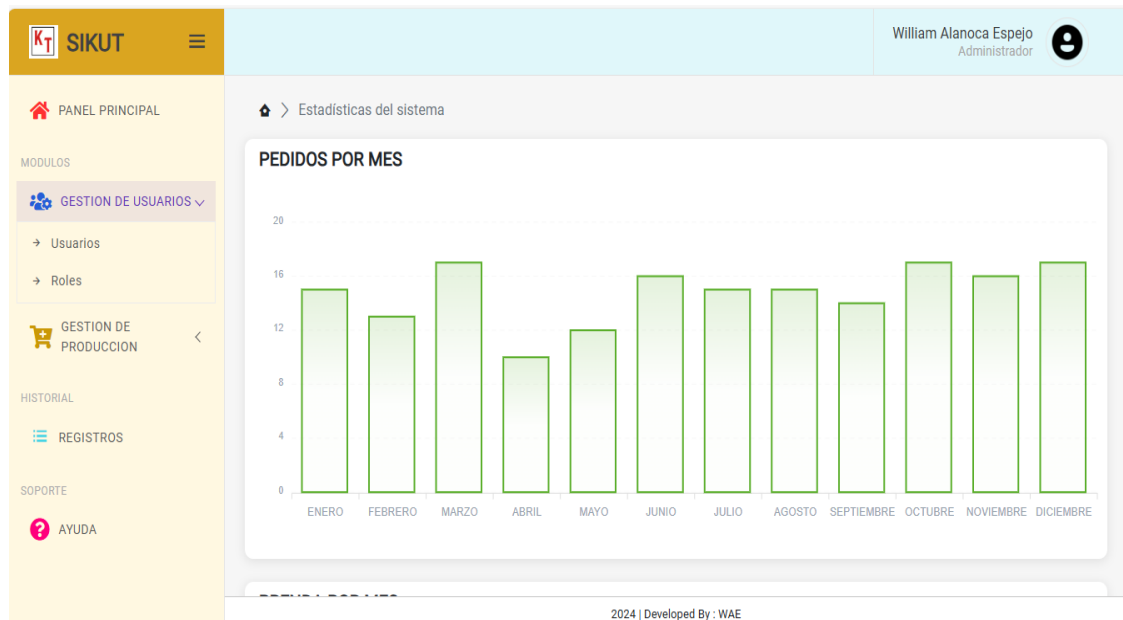 KT SIKUT
William Alanoca Espejo
Administrador
PANEL PRINCIPAL
MODULOS
GESTION DE USUARIOS
Usuarios
Roles
GESTION DE
PRODUCCION
HISTORIAL
REGISTROS
SOPORTE
AYUDA
Estadísticas del sistema
PEDIDOS POR MES
20
16
12
8
4
0
ENERO FEBRERO MARZO ABRIL MAYO JUNIO JULIO AGOSTO SEPTIEMBRE OCTUBRE NOVIEMBRE DICIEMBRE
2024 | Developed By : WAE